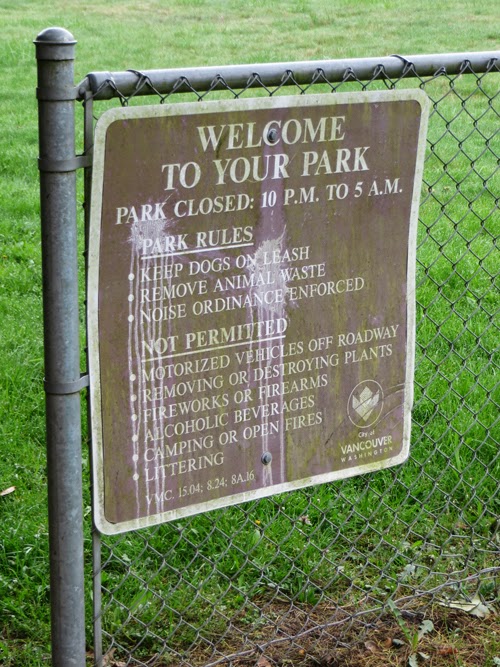 WELCOME
TO YOUR PARK
PARK CLOSED: 10 P.M. TO 5 A.M.
PARK RULES
• KEEP DOGS ON LEASH
• REMOVE ANIMAL WASTE
• NOISE ORDINANCE ENFORCED
NOT PERMITTED
• MOTORIZED VEHICLES OFF ROADWAY
• REMOVING OR DESTROYING PLANTS
• FIREWORKS OR FIREARMS
• ALCOHOLIC BEVERAGES
• CAMPING OR OPEN FIRES
• LITTERING
VMC. 15.04; 8.24; 8A.16
City of
VANCOUVER
WASHINGTON